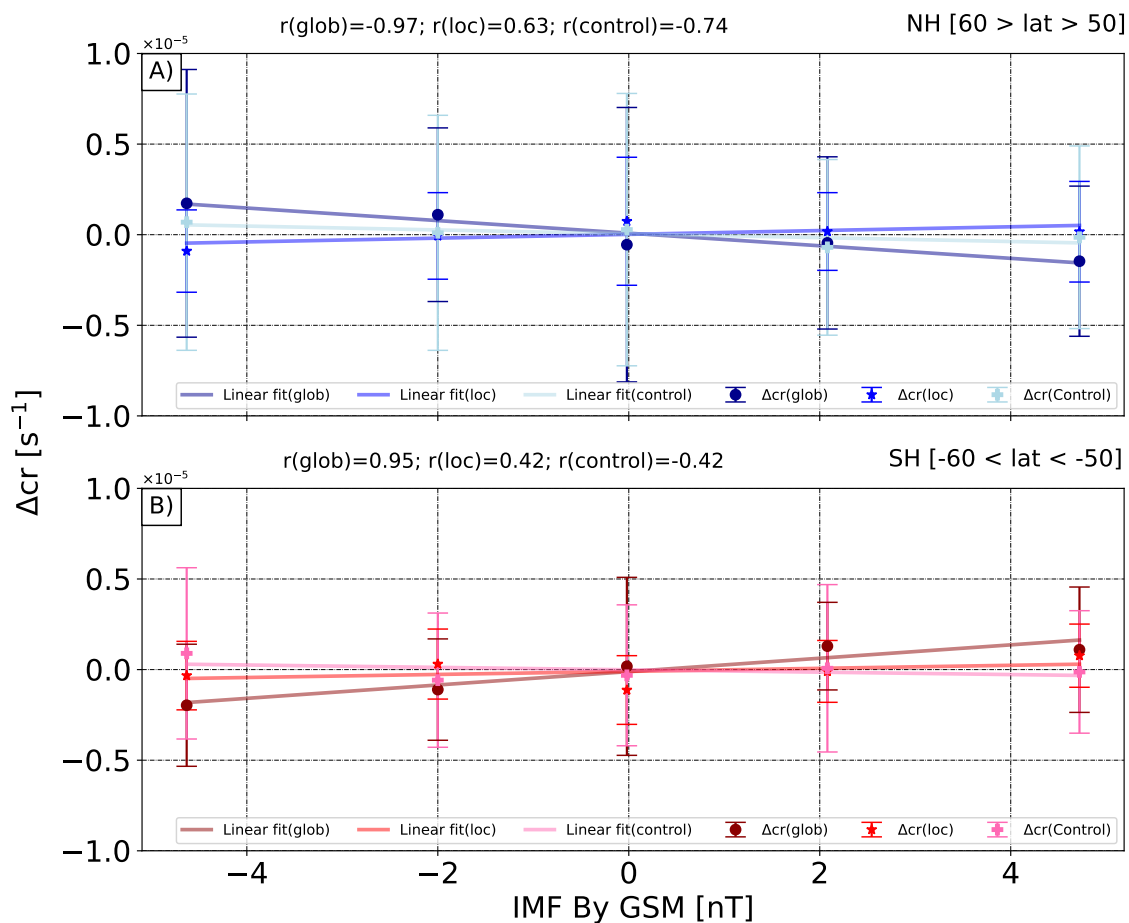 r(glob)=-0.97; r(loc)=0.63; r(control)=-0.74
NH [60 > lat > 50]
×10⁻⁵
A)
1.0
0.5
0.0
−0.5
−1.0
Linear fit(glob) Linear fit(loc) Linear fit(control) Δcr(glob) Δcr(loc) Δcr(Control)
Δcr [s⁻¹]
r(glob)=0.95; r(loc)=0.42; r(control)=-0.42
SH [-60 < lat < -50]
×10⁻⁵
B)
1.0
0.5
0.0
−0.5
−1.0
Linear fit(glob) Linear fit(loc) Linear fit(control) Δcr(glob) Δcr(loc) Δcr(Control)
−4 −2 0 2 4
IMF By GSM [nT]